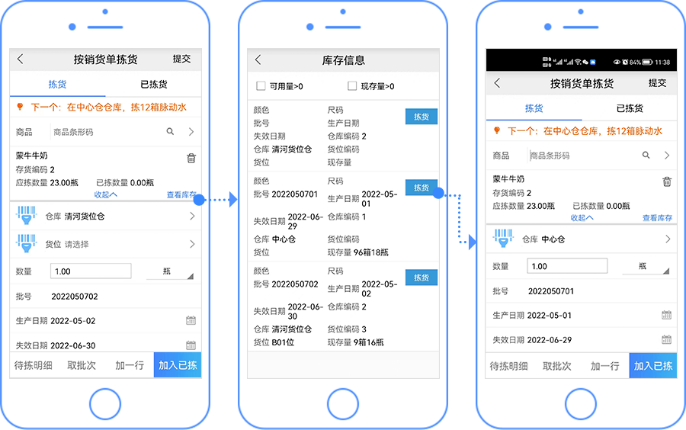 按销货单拣货 提交
拣货 已拣货
下一个：在中心仓仓库，拣12箱脉动水
商品 商品条形码
蒙牛牛奶
存货编码 2
应拣数量 23.00瓶 已拣数量 0.00瓶
收起へ 查看库存
仓库 清河货位仓
货位 请选择
数量 1.00 瓶
批号 2022050702
生产日期 2022-05-02
失效日期 2022-06-30
待拣明细 取批次 加一行 加入已拣
库存信息
可用量>0 现存量>0
颜色 尺码 拣货
批号 生产日期
失效日期 仓库编码 2
仓库 清河货位仓 货位编码
货位 现存量
颜色 尺码 拣货
批号 2022050701 生产日期 2022-05-01
失效日期 2022-06-29 仓库编码 1
仓库 中心仓 货位编码
货位 现存量 96箱18瓶
颜色 尺码 拣货
批号 2022050702 生产日期 2022-05-02
失效日期 2022-06-30 仓库编码 2
仓库 清河货位仓 货位编码 3
货位 B01位 现存量 9箱16瓶
84% 11:38
按销货单拣货 提交
拣货 已拣货
下一个：在中心仓仓库，拣12箱脉动水
商品 商品条形码
蒙牛牛奶
存货编码 2
应拣数量 23.00瓶 已拣数量 0.00瓶
收起へ 查看库存
仓库 中心仓
数量 1.00 瓶
批号 2022050701
生产日期 2022-05-01
失效日期 2022-06-29
待拣明细 取批次 加一行 加入已拣